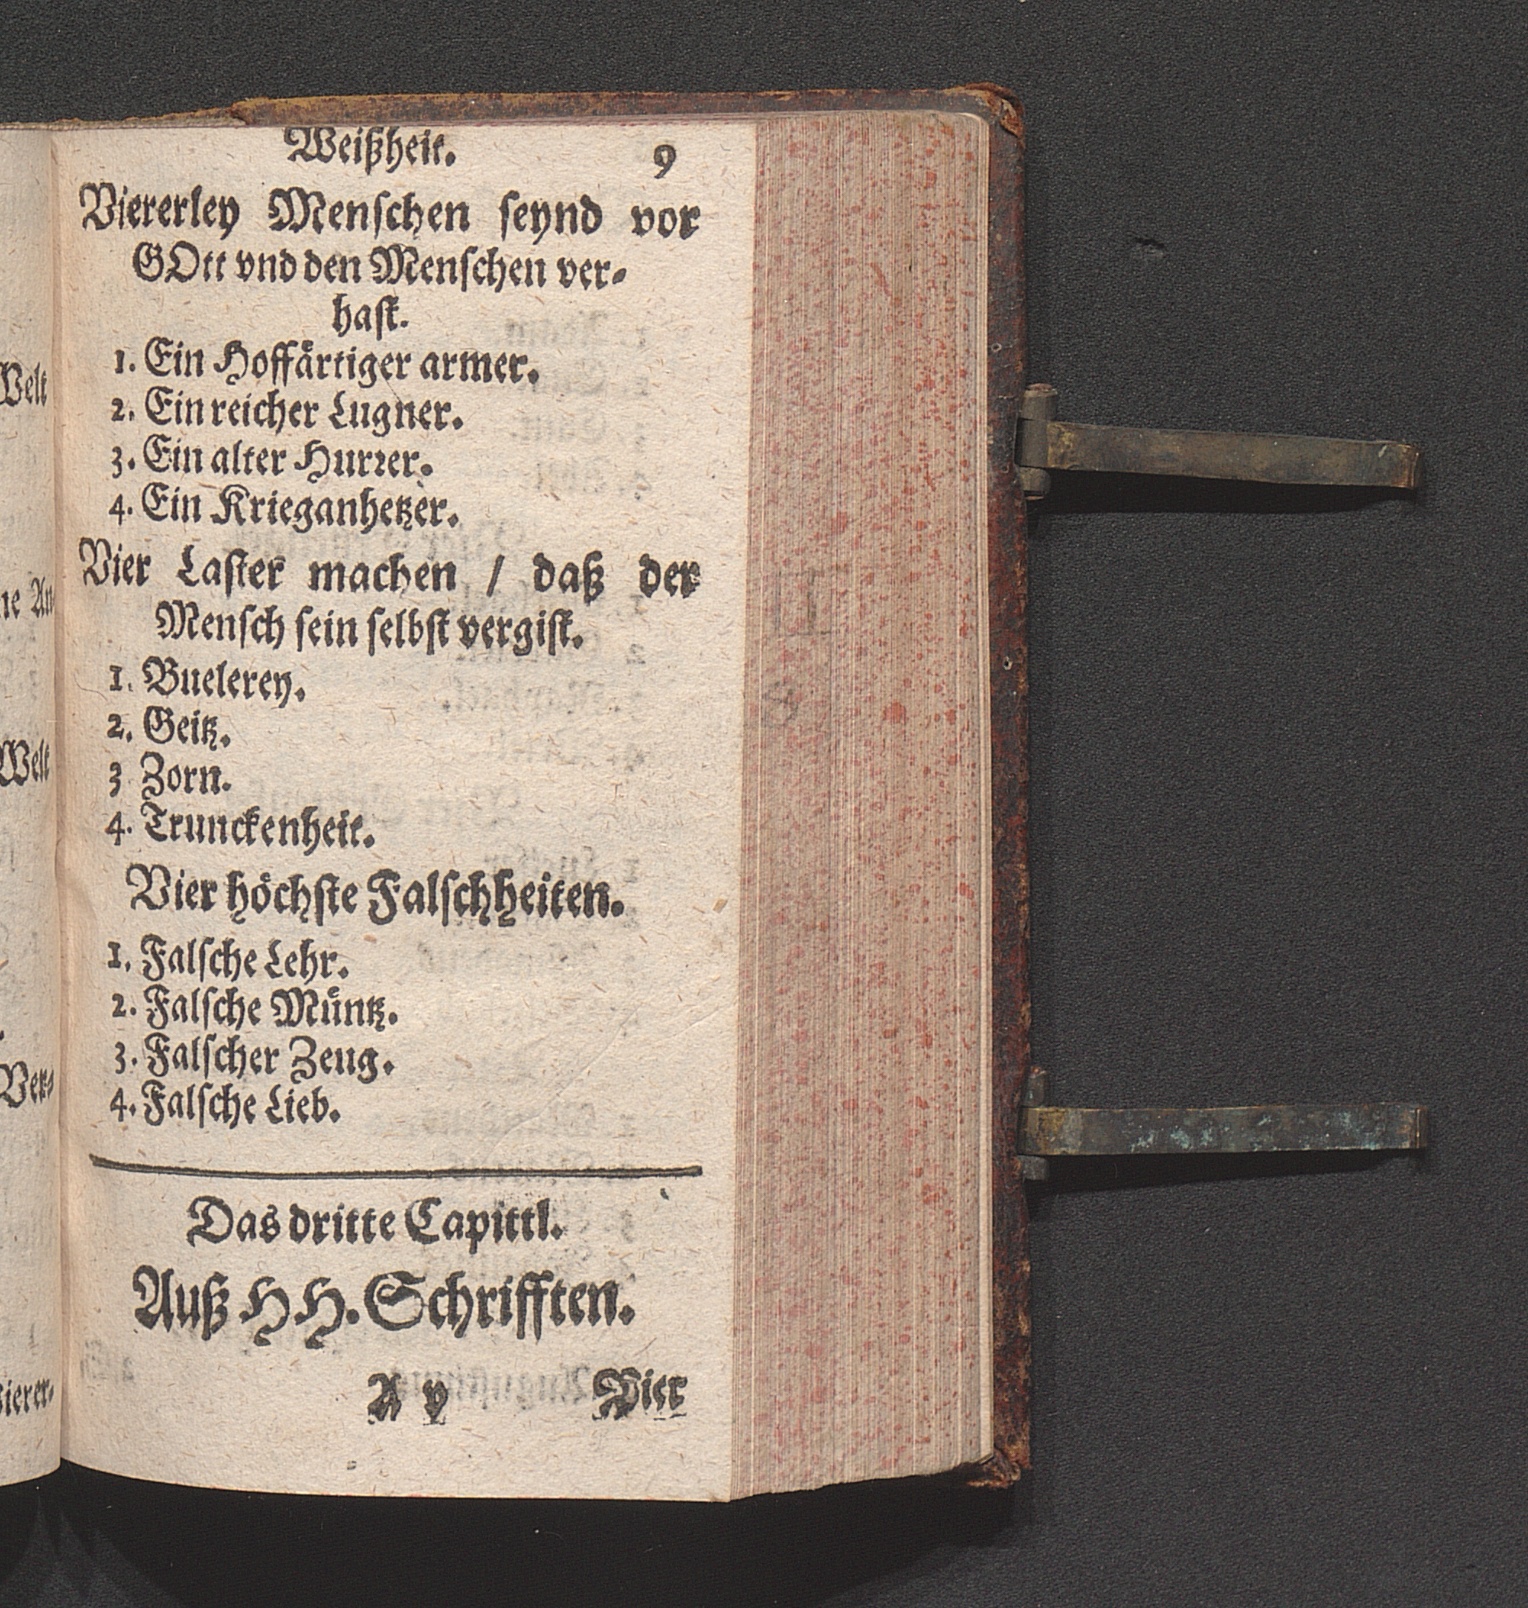 Weißheit. 9
Viererley Menschen seynd vor
GOtt vnd den Menschen ver-
hast.
1. Ein Hoffärtiger armer.
2. Ein reicher Lugner.
3. Ein alter Hurrer.
4. Ein Krieganhetzer.
Vier Laster machen / daß der
Mensch sein selbst vergist.
1. Buelerey.
2. Geitz.
3 Zorn.
4. Trunckenheit.
Vier höchste Falschheiten.
1. Falsche Lehr.
2. Falsche Müntz.
3. Falscher Zeug.
4. Falsche Lieb.
Das dritte Capittl.
Auß HH. Schrifften.
A v Vier
Welt
Welt